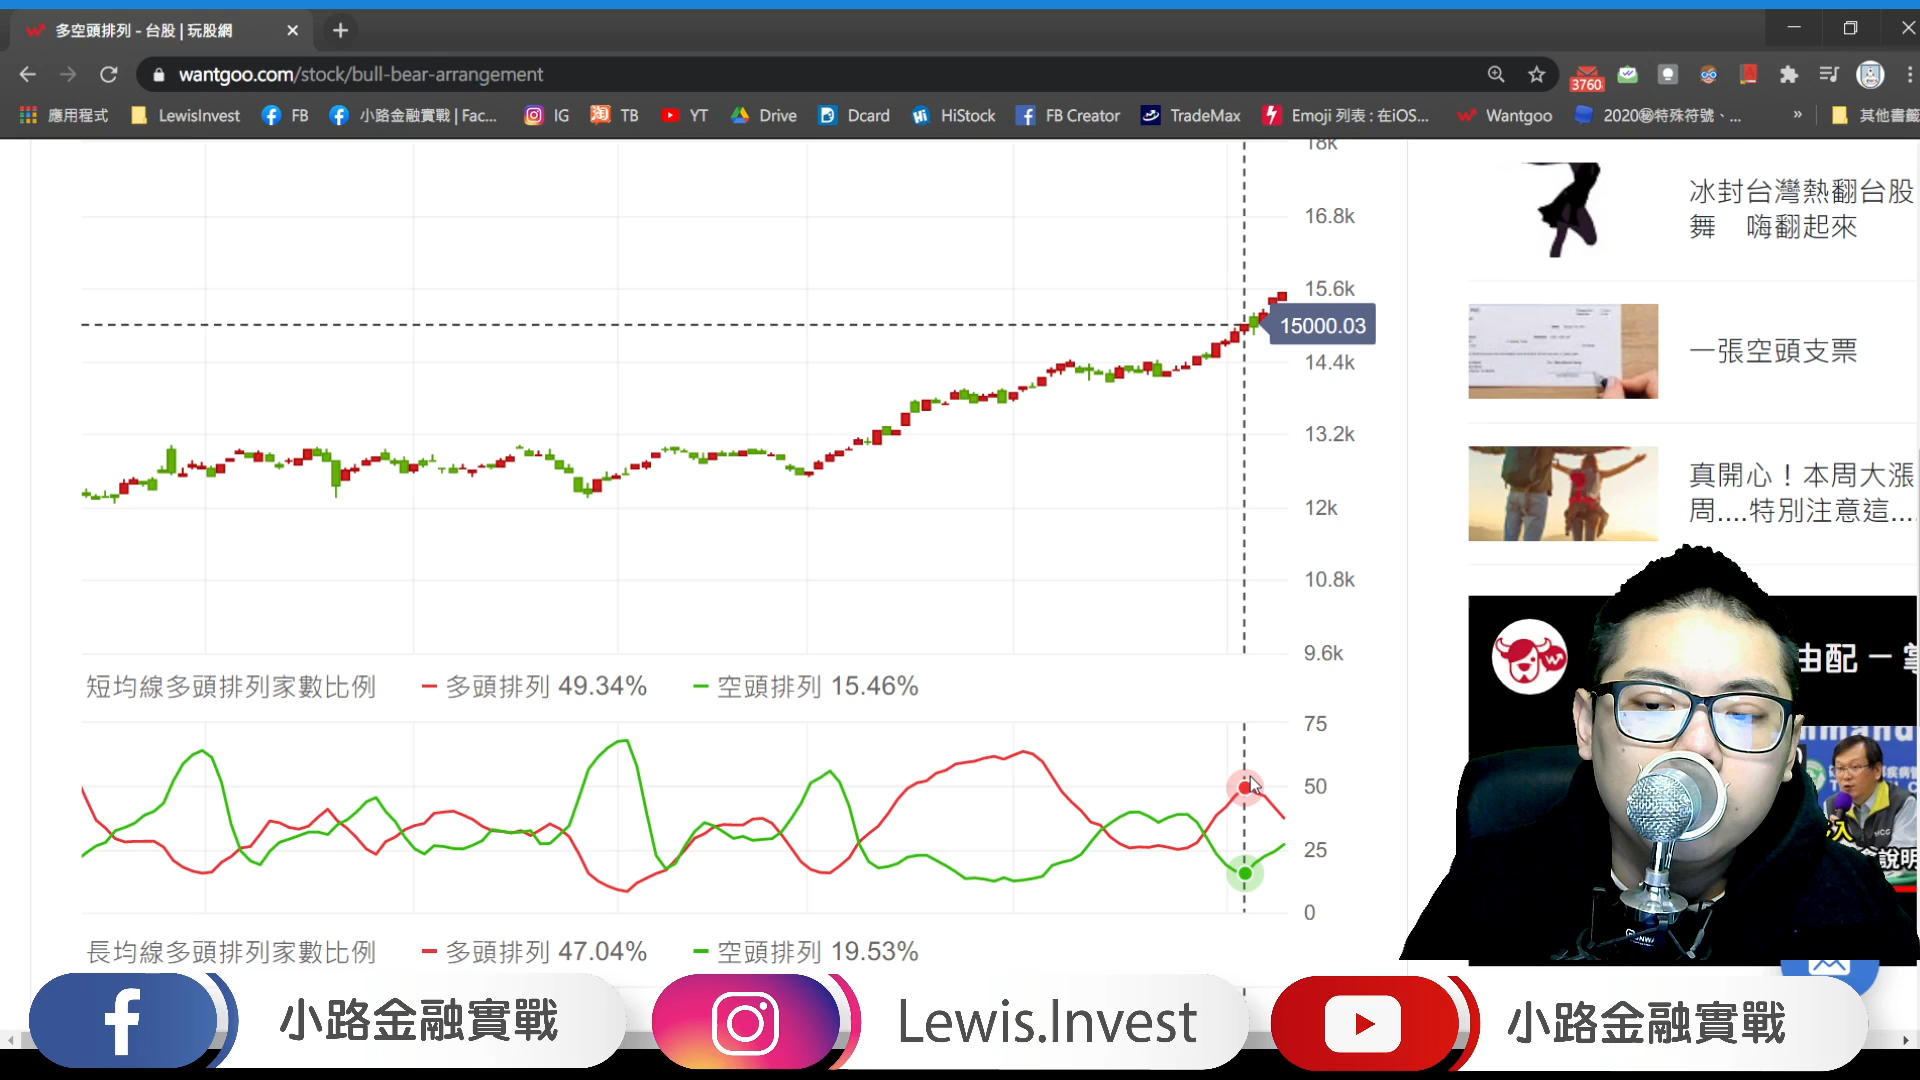 多空頭排列 - 台股 | 玩股網
wantgoo.com/stock/bull-bear-arrangement
3760
應用程式
LewisInvest
FB
小路金融實戰 | Fac...
IG
TB
YT
Drive
Dcard
HiStock
FB Creator
TradeMax
Emoji 列表 : 在iOS...
Wantgoo
2020㊙特殊符號、...
»
其他書籤
18k
16.8k
15.6k
15000.03
14.4k
13.2k
12k
10.8k
9.6k
冰封台灣熱翻台股
舞 嗨翻起來
一張空頭支票
真開心！本周大漲
周....特別注意這....
短均線多頭排列家數比例 多頭排列 49.34% 空頭排列 15.46%
75
50
25
0
由配 一
說明
長均線多頭排列家數比例 多頭排列 47.04% 空頭排列 19.53%
小路金融實戰
Lewis.Invest
小路金融實戰